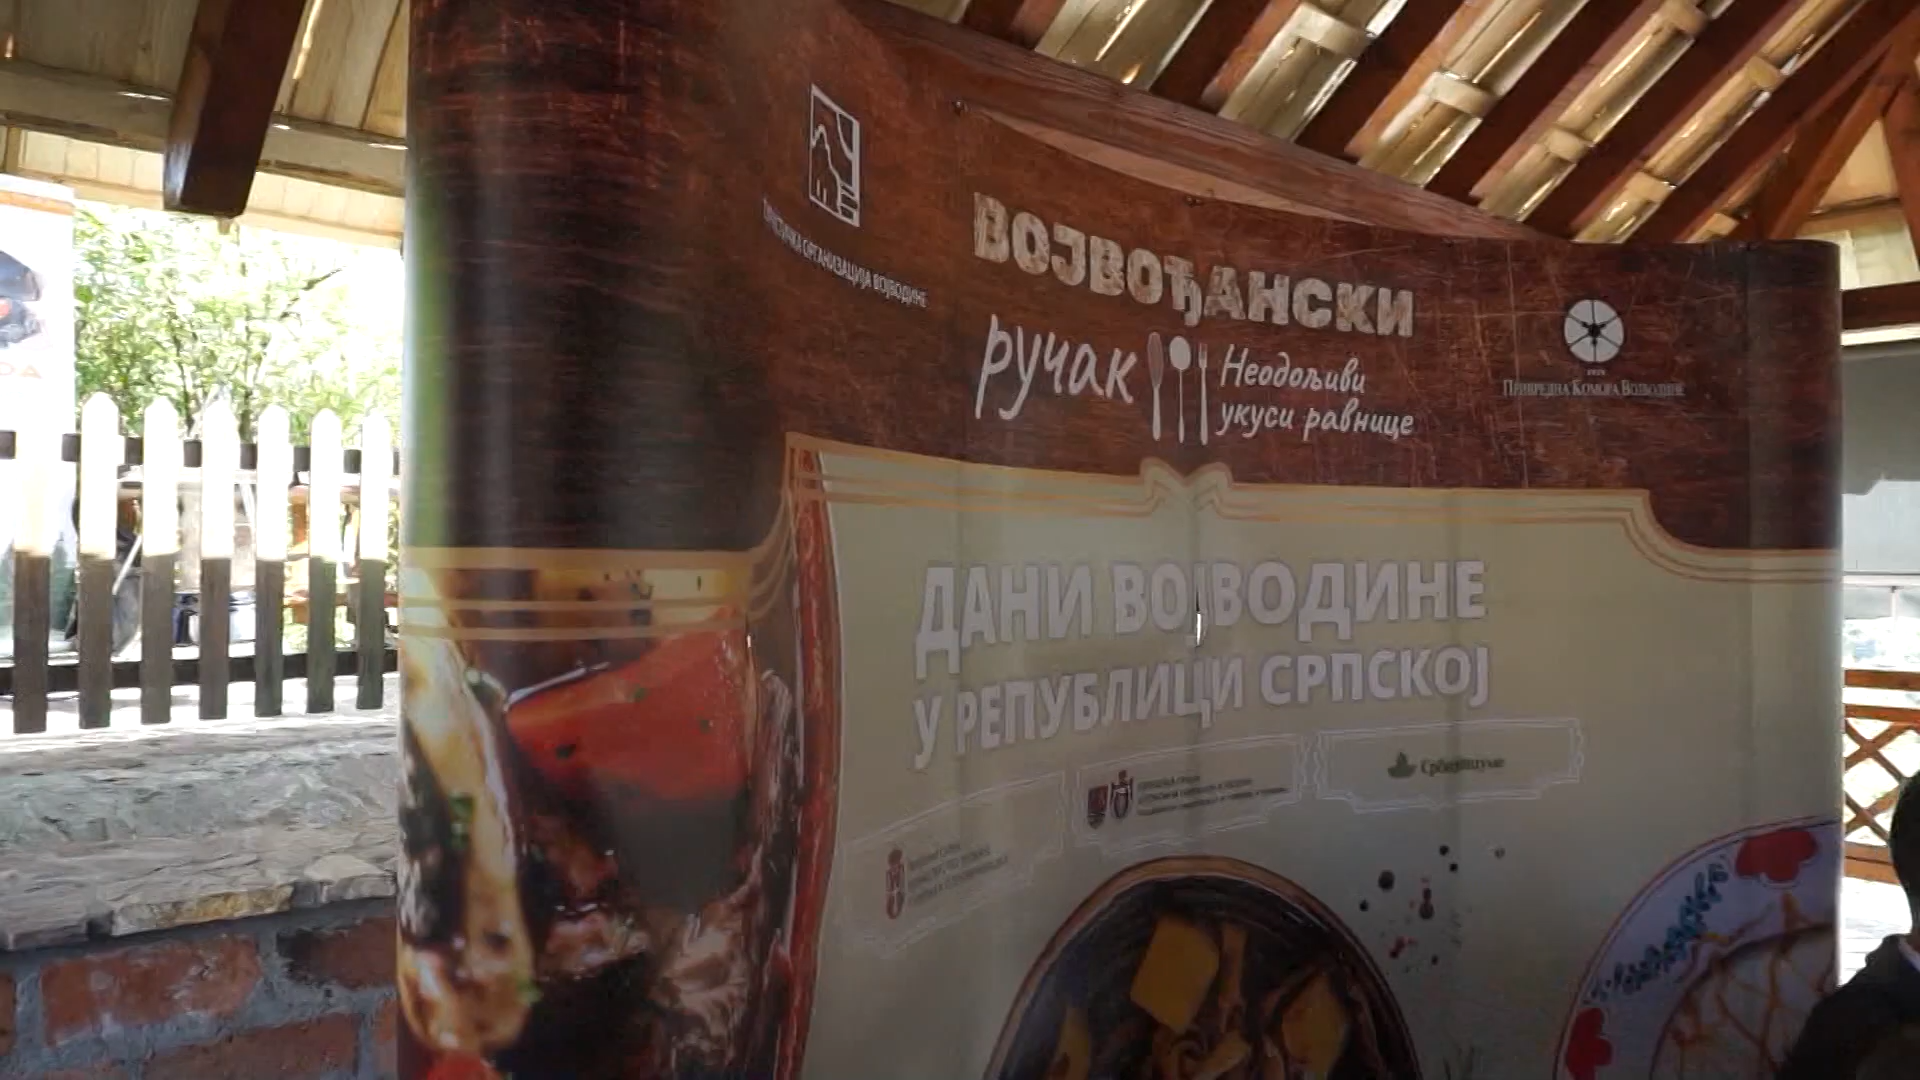 ТУРИСТИЧКА ОРГАНИЗАЦИЈА ВОЈВОДИНЕ
ВОЈВОЂАНСКИ
ручак
Неодољиви
укуси равнице
ПРИВРЕДНА КОМОРА ВОЈВОДИНЕ
ДАНИ ВОЈВОДИНЕ
У РЕПУБЛИЦИ СРПСКОЈ
Србијашуме